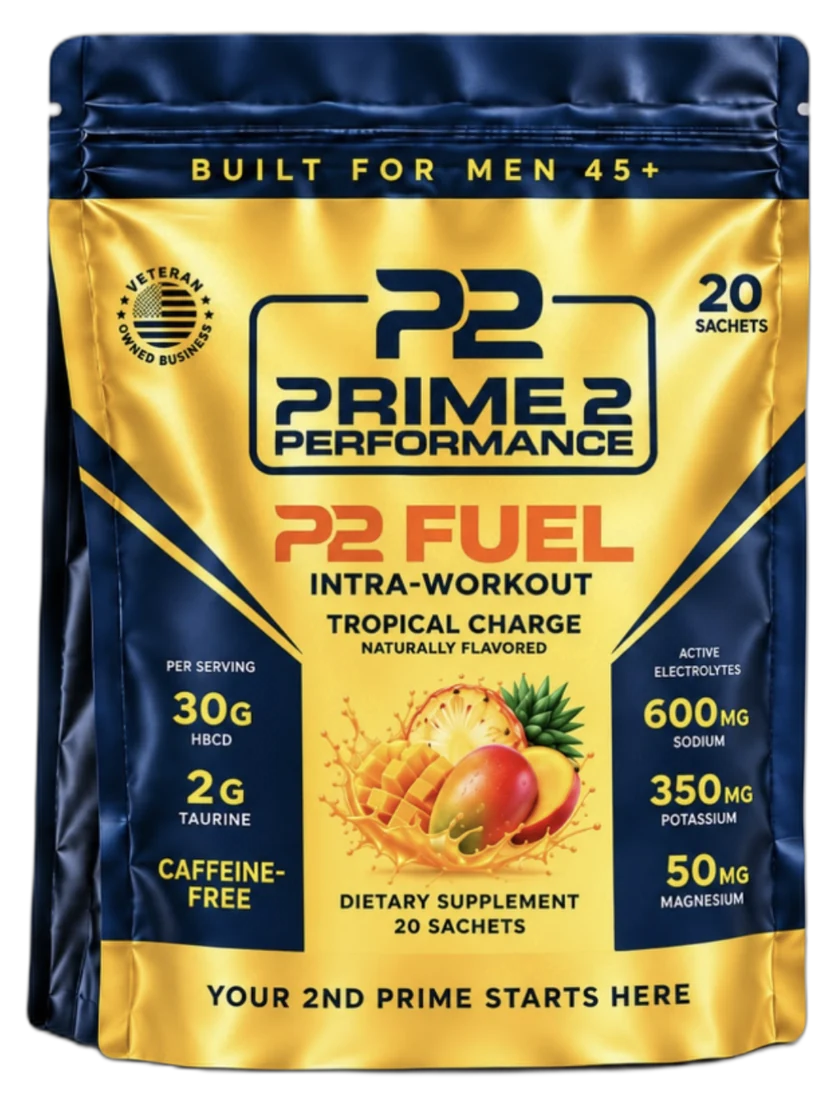 BUILT FOR MEN 45+
VETERAN
OWNED BUSINESS
20
SACHETS
P2
PRIME 2
PERFORMANCE
P2 FUEL
INTRA-WORKOUT
TROPICAL CHARGE
NATURALLY FLAVORED
PER SERVING
30G
HBCD
2G
TAURINE
CAFFEINE-
FREE
ACTIVE
ELECTROLYTES
600MG
SODIUM
350MG
POTASSIUM
50MG
MAGNESIUM
DIETARY SUPPLEMENT
20 SACHETS
YOUR 2ND PRIME STARTS HERE